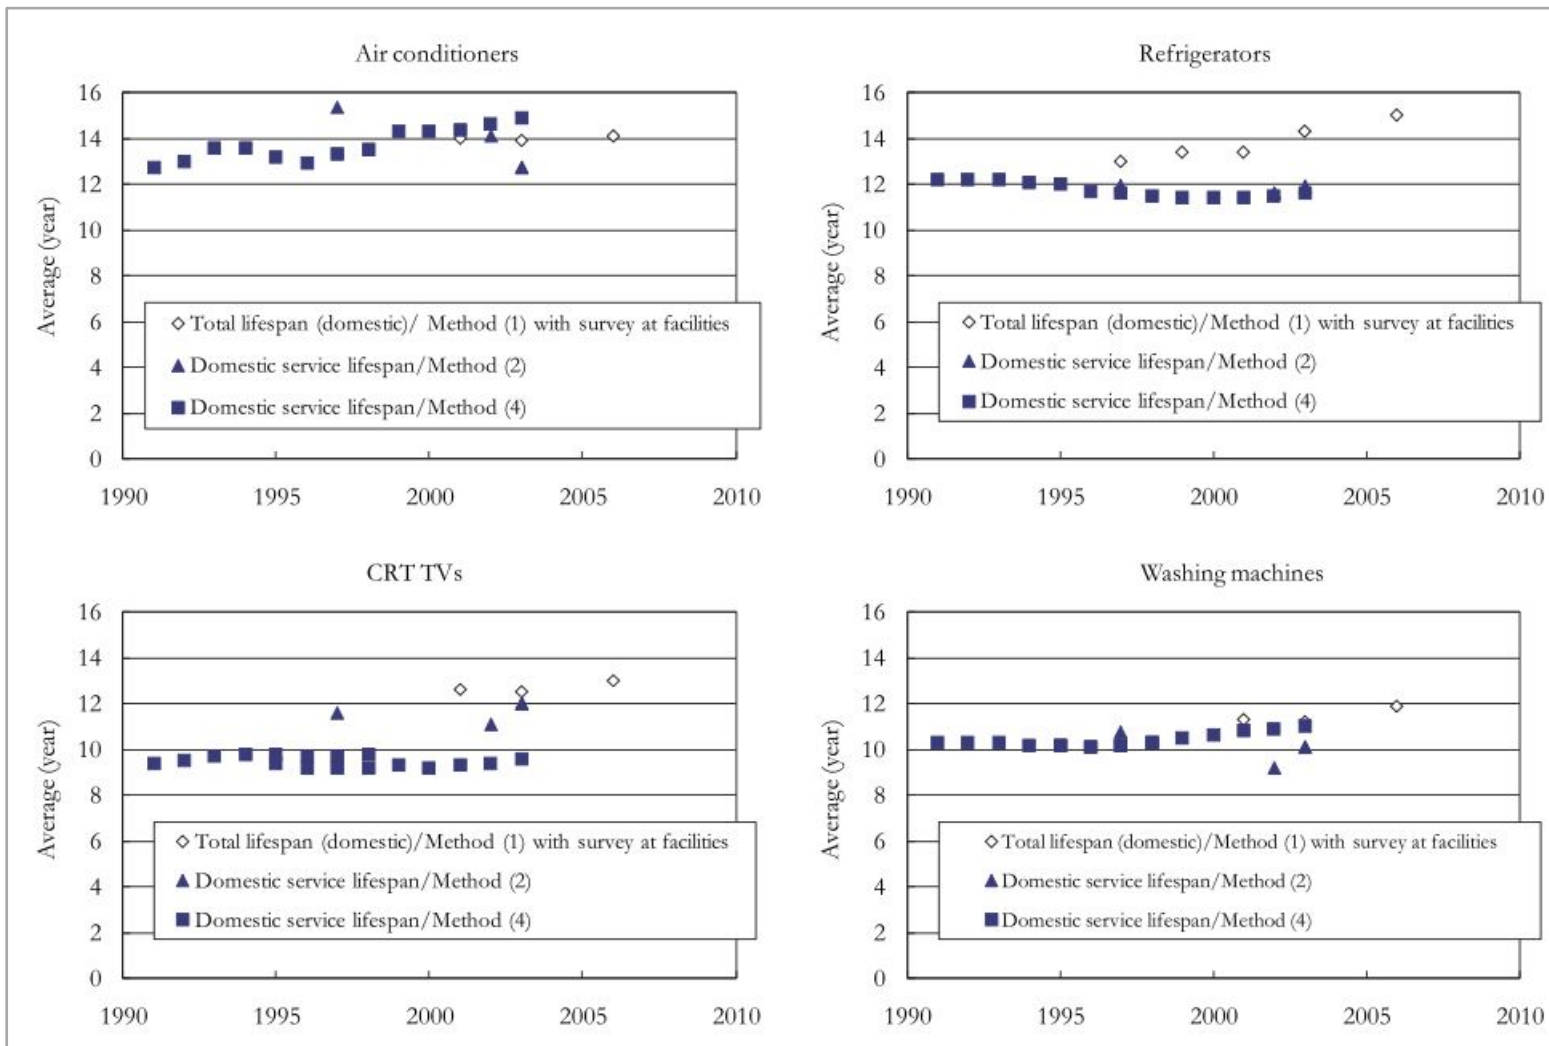 Air conditioners
16
14
12
10
8
6
4
2
0
Average (year)
Total lifespan (domestic)/ Method (1) with survey at facilities
Domestic service lifespan/Method (2)
Domestic service lifespan/Method (4)
1990 1995 2000 2005 2010
Refrigerators
16
14
12
10
8
6
4
2
0
Average (year)
Total lifespan (domestic)/Method (1) with survey at facilities
Domestic service lifespan/Method (2)
Domestic service lifespan/Method (4)
1990 1995 2000 2005 2010
CRT TVs
16
14
12
10
8
6
4
2
0
Average (year)
Total lifespan (domestic)/Method (1) with survey at facilities
Domestic service lifespan/Method (2)
Domestic service lifespan/Method (4)
1990 1995 2000 2005 2010
Washing machines
16
14
12
10
8
6
4
2
0
Average (year)
Total lifespan (domestic)/Method (1) with survey at facilities
Domestic service lifespan/Method (2)
Domestic service lifespan/Method (4)
1990 1995 2000 2005 2010